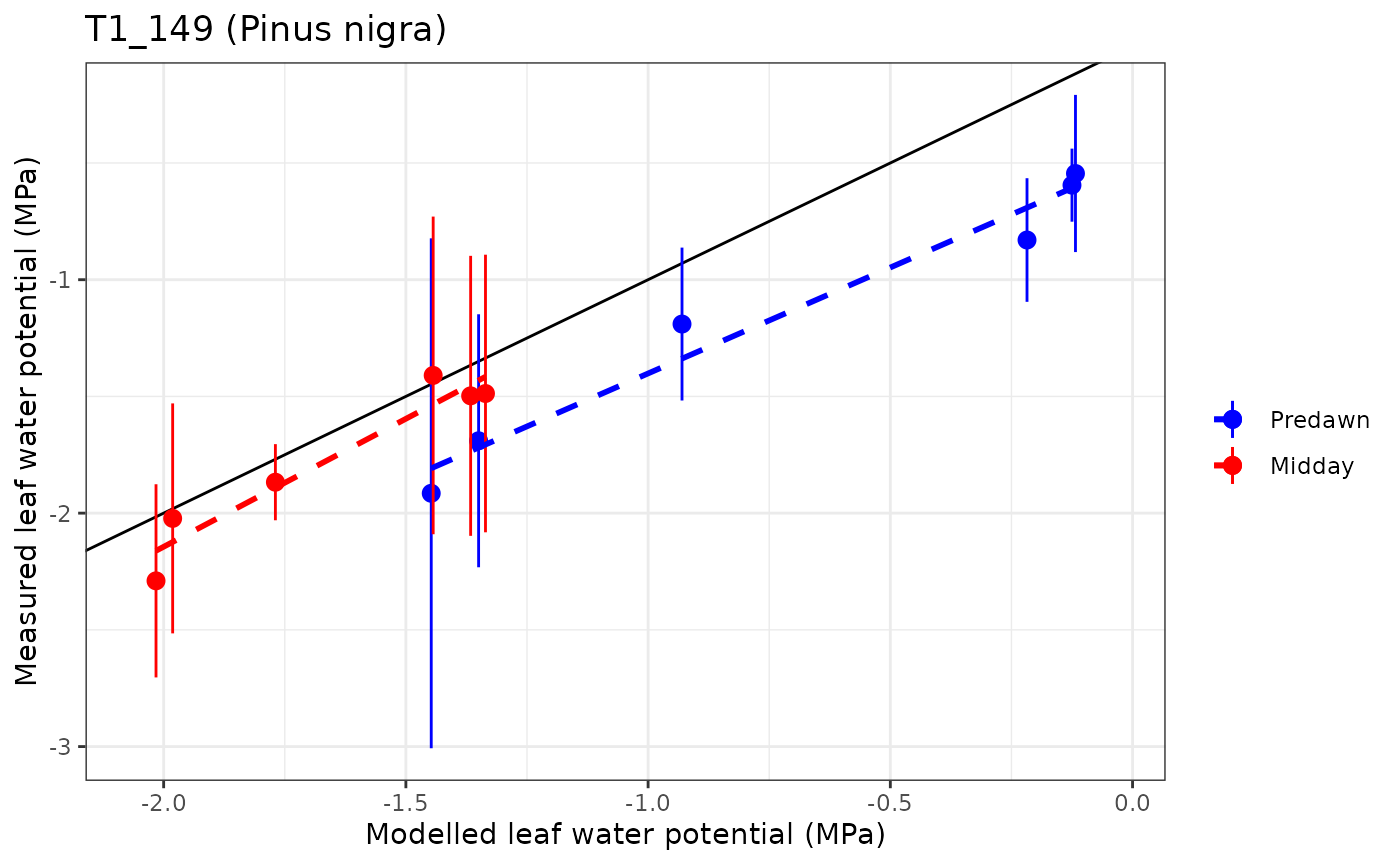 T1_149 (Pinus nigra)
Measured leaf water potential (MPa)
-1
-2
-3
-2.0
-1.5
-1.0
-0.5
0.0
Modelled leaf water potential (MPa)
Predawn
Midday